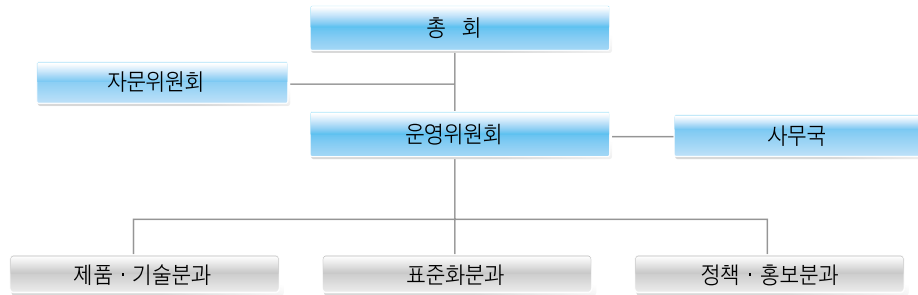 총 회
자문위원회
운영위원회
사무국
제품 · 기술분과
표준화분과
정책 · 홍보분과